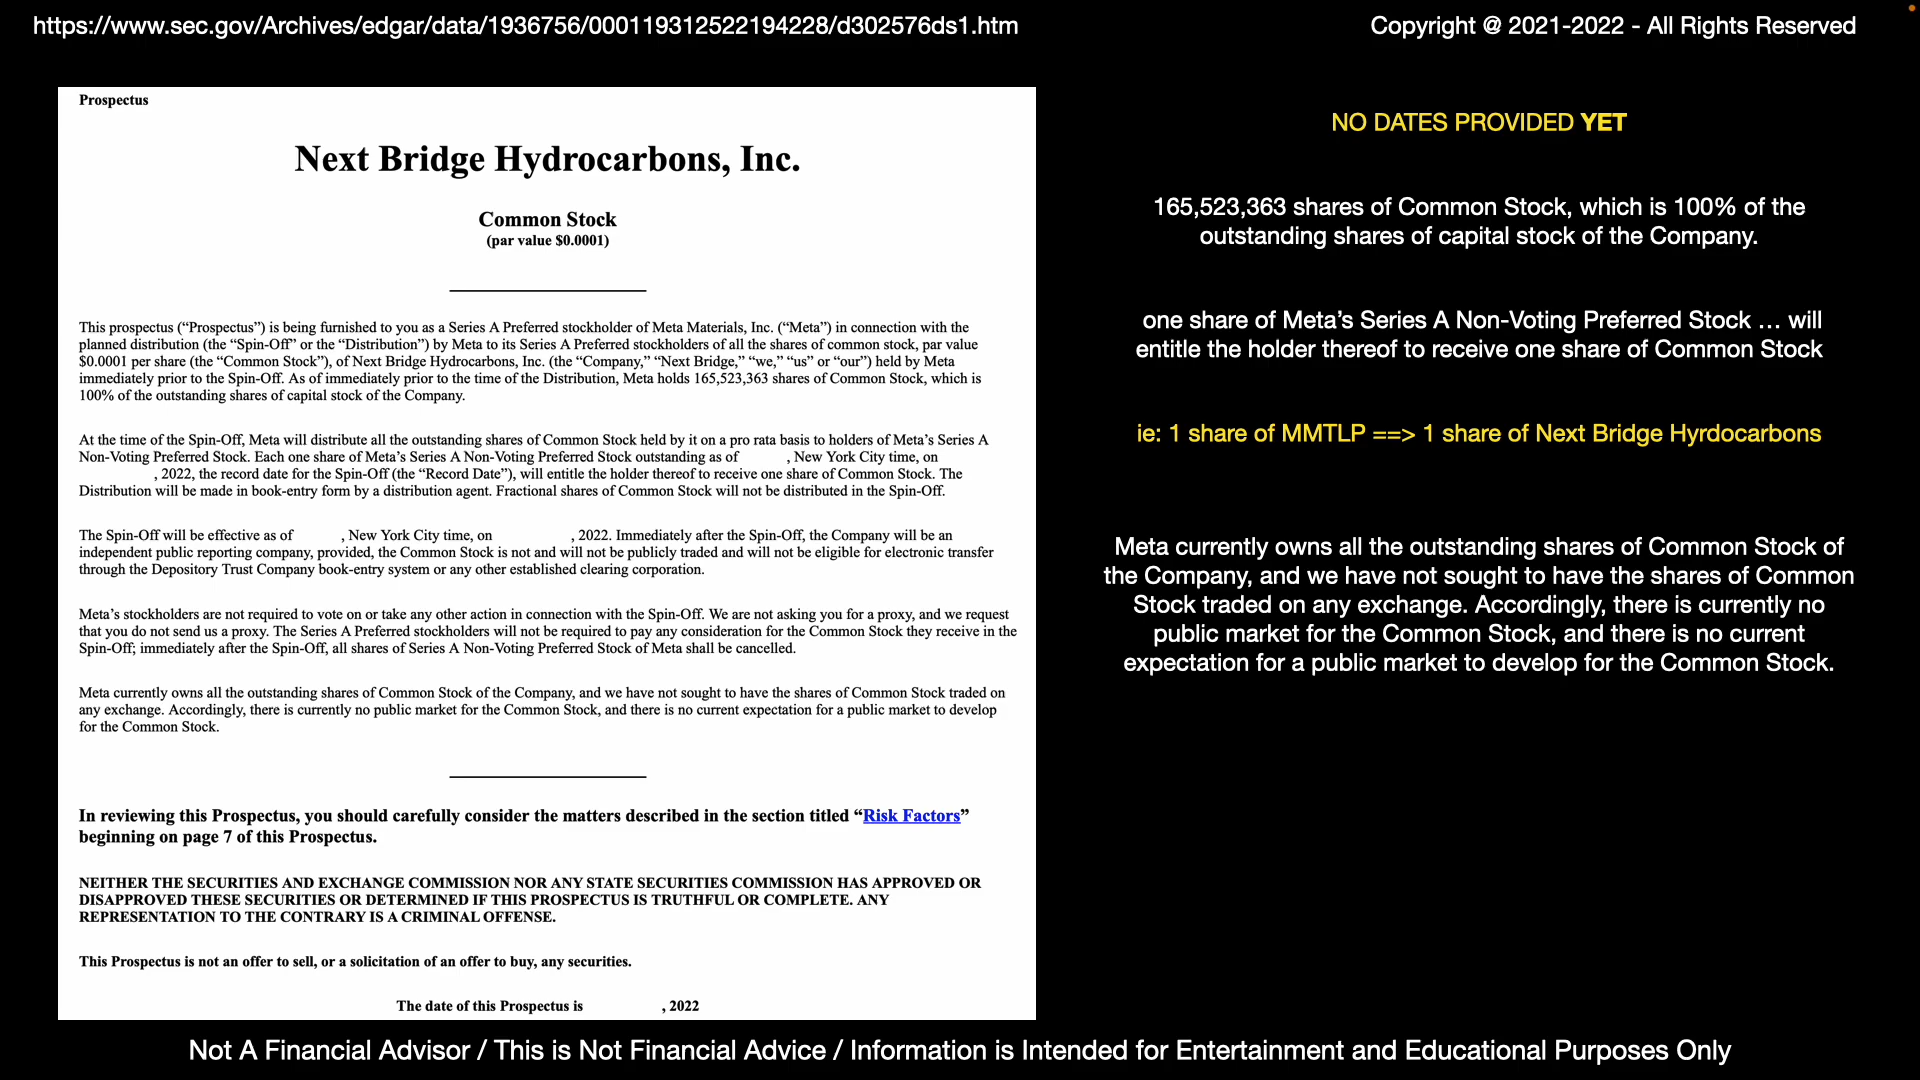 https://www.sec.gov/Archives/edgar/data/1936756/000119312522194228/d302576ds1.htm
Copyright @ 2021-2022 - All Rights Reserved
Prospectus
Next Bridge Hydrocarbons, Inc.
Common Stock
(par value $0.0001)
This prospectus (“Prospectus”) is being furnished to you as a Series A Preferred stockholder of Meta Materials, Inc. (“Meta”) in connection with the
planned distribution (the “Spin-Off” or the “Distribution”) by Meta to its Series A Preferred stockholders of all the shares of common stock, par value
$0.0001 per share (the “Common Stock”), of Next Bridge Hydrocarbons, Inc. (the “Company,” “Next Bridge,” “we,” “us” or “our”) held by Meta
immediately prior to the Spin-Off. As of immediately prior to the time of the Distribution, Meta holds 165,523,363 shares of Common Stock, which is
100% of the outstanding shares of capital stock of the Company.
At the time of the Spin-Off, Meta will distribute all the outstanding shares of Common Stock held by it on a pro rata basis to holders of Meta’s Series A
Non-Voting Preferred Stock. Each one share of Meta’s Series A Non-Voting Preferred Stock outstanding as of , New York City time, on
, 2022, the record date for the Spin-Off (the “Record Date”), will entitle the holder thereof to receive one share of Common Stock. The
Distribution will be made in book-entry form by a distribution agent. Fractional shares of Common Stock will not be distributed in the Spin-Off.
The Spin-Off will be effective as of , New York City time, on , 2022. Immediately after the Spin-Off, the Company will be an
independent public reporting company, provided, the Common Stock is not and will not be publicly traded and will not be eligible for electronic transfer
through the Depository Trust Company book-entry system or any other established clearing corporation.
Meta’s stockholders are not required to vote on or take any other action in connection with the Spin-Off. We are not asking you for a proxy, and we request
that you do not send us a proxy. The Series A Preferred stockholders will not be required to pay any consideration for the Common Stock they receive in the
Spin-Off; immediately after the Spin-Off, all shares of Series A Non-Voting Preferred Stock of Meta shall be cancelled.
Meta currently owns all the outstanding shares of Common Stock of the Company, and we have not sought to have the shares of Common Stock traded on
any exchange. Accordingly, there is currently no public market for the Common Stock, and there is no current expectation for a public market to develop
for the Common Stock.
In reviewing this Prospectus, you should carefully consider the matters described in the section titled “Risk Factors”
beginning on page 7 of this Prospectus.
NEITHER THE SECURITIES AND EXCHANGE COMMISSION NOR ANY STATE SECURITIES COMMISSION HAS APPROVED OR
DISAPPROVED THESE SECURITIES OR DETERMINED IF THIS PROSPECTUS IS TRUTHFUL OR COMPLETE. ANY
REPRESENTATION TO THE CONTRARY IS A CRIMINAL OFFENSE.
This Prospectus is not an offer to sell, or a solicitation of an offer to buy, any securities.
The date of this Prospectus is , 2022
NO DATES PROVIDED YET
165,523,363 shares of Common Stock, which is 100% of the
outstanding shares of capital stock of the Company.
one share of Meta’s Series A Non-Voting Preferred Stock … will
entitle the holder thereof to receive one share of Common Stock
ie: 1 share of MMTLP ==> 1 share of Next Bridge Hyrdocarbons
Meta currently owns all the outstanding shares of Common Stock of
the Company, and we have not sought to have the shares of Common
Stock traded on any exchange. Accordingly, there is currently no
public market for the Common Stock, and there is no current
expectation for a public market to develop for the Common Stock.
Not A Financial Advisor / This is Not Financial Advice / Information is Intended for Entertainment and Educational Purposes Only